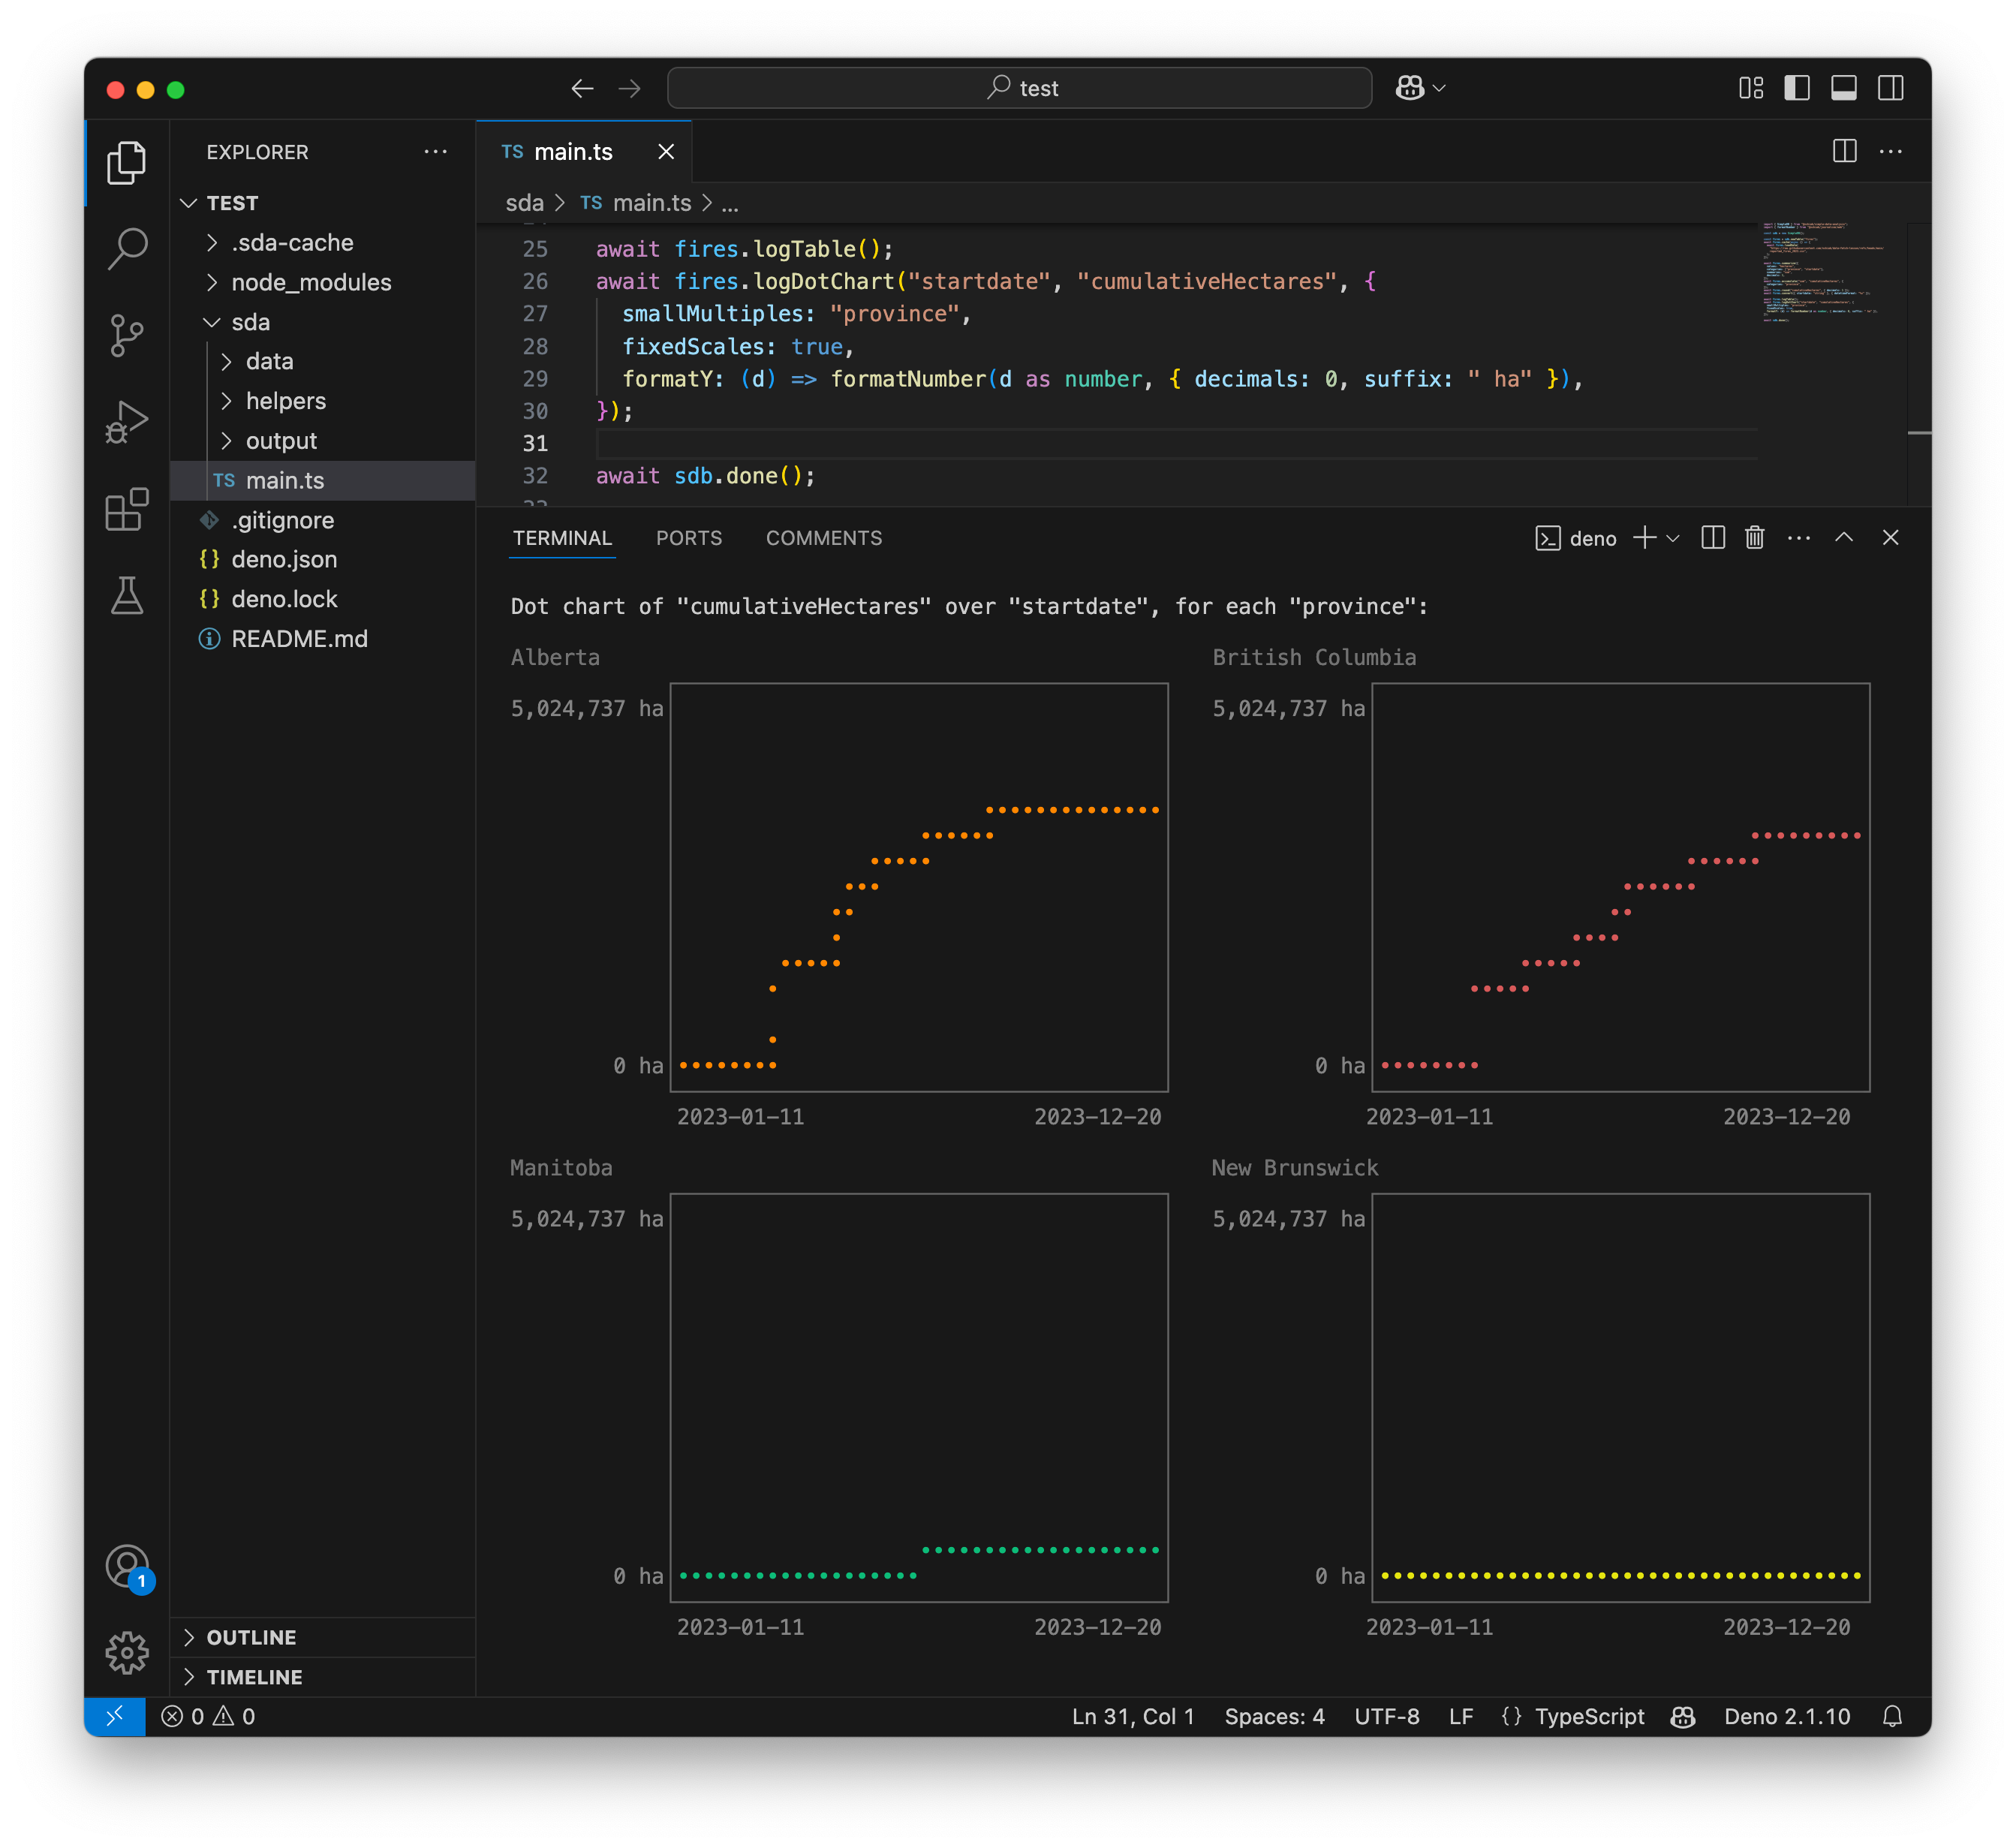 test
EXPLORER
TEST
.sda-cache
node_modules
sda
data
helpers
output
TS main.ts
.gitignore
{} deno.json
{} deno.lock
README.md
OUTLINE
TIMELINE
TS main.ts
sda > TS main.ts > ...
25 await fires.logTable();
26 await fires.logDotChart("startdate", "cumulativeHectares", {
27 smallMultiples: "province",
28 fixedScales: true,
29 formatY: (d) => formatNumber(d as number, { decimals: 0, suffix: " ha" }),
30 });
31
32 await sdb.done();
TERMINAL PORTS COMMENTS deno
Dot chart of "cumulativeHectares" over "startdate", for each "province":
Alberta
5,024,737 ha
0 ha
2023-01-11 2023-12-20
British Columbia
5,024,737 ha
0 ha
2023-01-11 2023-12-20
Manitoba
5,024,737 ha
0 ha
2023-01-11 2023-12-20
New Brunswick
5,024,737 ha
0 ha
2023-01-11 2023-12-20
1
0 0 Ln 31, Col 1 Spaces: 4 UTF-8 LF {} TypeScript Deno 2.1.10